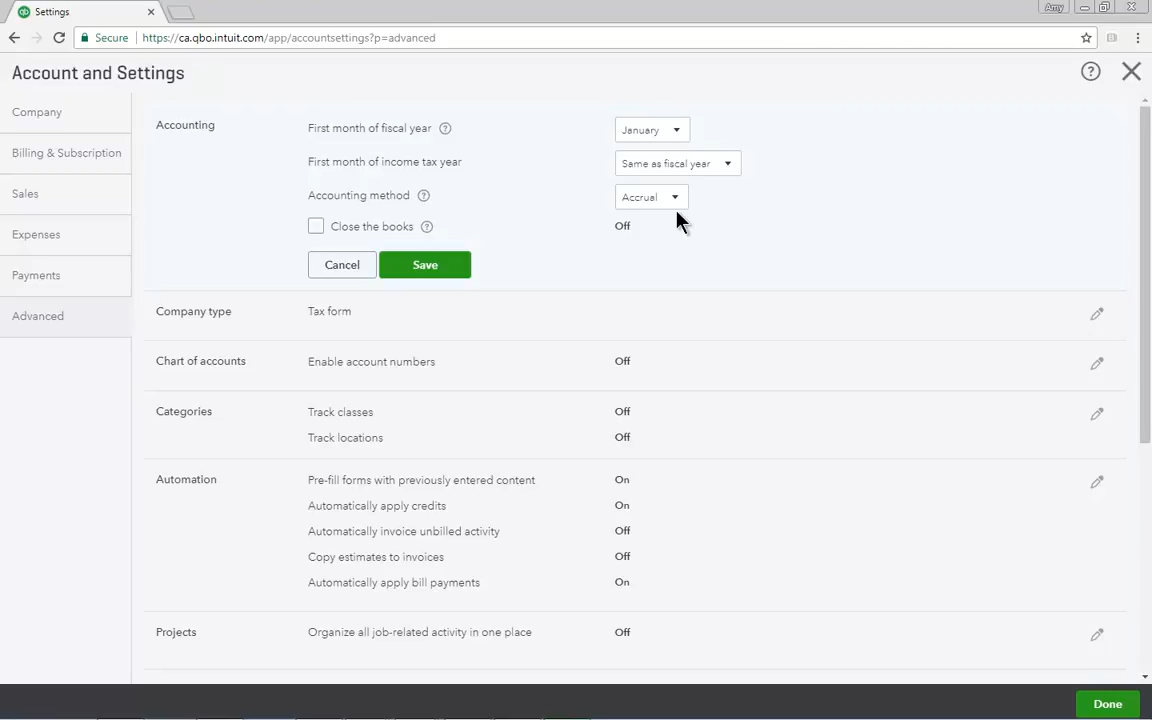 Settings
Amy
Secure https://ca.qbo.intuit.com/app/accountsettings?p=advanced
Account and Settings
Company
Billing & Subscription
Sales
Expenses
Payments
Advanced
Accounting
First month of fiscal year ?
January
First month of income tax year
Same as fiscal year
Accounting method ?
Accrual
Close the books ?
Off
Cancel
Save
Company type
Tax form
Chart of accounts
Enable account numbers
Off
Categories
Track classes
Off
Track locations
Off
Automation
Pre-fill forms with previously entered content
On
Automatically apply credits
On
Automatically invoice unbilled activity
Off
Copy estimates to invoices
Off
Automatically apply bill payments
On
Projects
Organize all job-related activity in one place
Off
Done